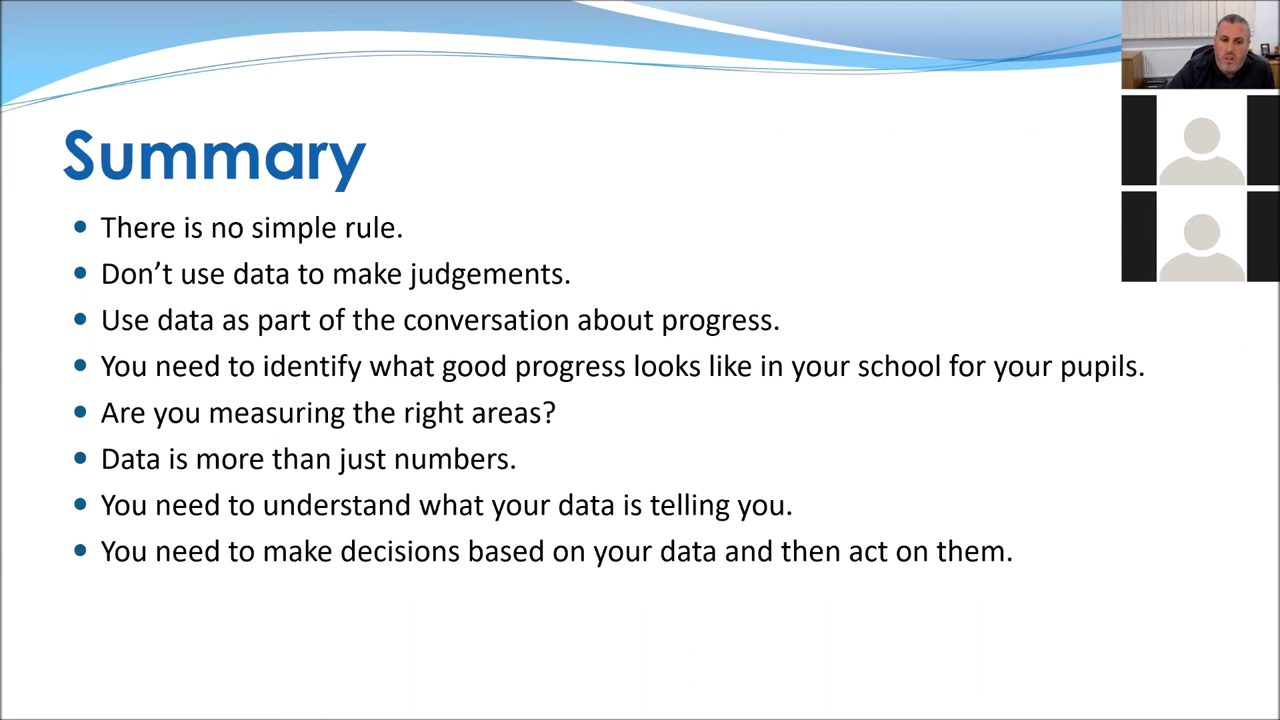 Summary
There is no simple rule.
Don’t use data to make judgements.
Use data as part of the conversation about progress.
You need to identify what good progress looks like in your school for your pupils.
Are you measuring the right areas?
Data is more than just numbers.
You need to understand what your data is telling you.
You need to make decisions based on your data and then act on them.